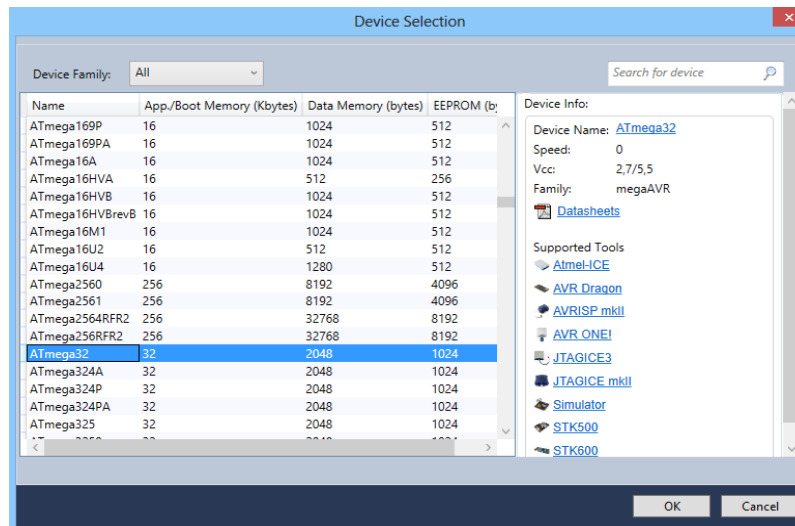 Device Selection
Device Family: All Search for device
Name App./Boot Memory (Kbytes) Data Memory (bytes) EEPROM (by
ATmega169P 16 1024 512
ATmega169PA 16 1024 512
ATmega16A 16 1024 512
ATmega16HVA 16 512 256
ATmega16HVB 16 1024 512
ATmega16HVBrevB 16 1024 512
ATmega16M1 16 1024 512
ATmega16U2 16 512 512
ATmega16U4 16 1280 512
ATmega2560 256 8192 4096
ATmega2561 256 8192 4096
ATmega2564RFR2 256 32768 8192
ATmega256RFR2 256 32768 8192
ATmega32 32 2048 1024
ATmega324A 32 2048 1024
ATmega324P 32 2048 1024
ATmega324PA 32 2048 1024
ATmega325 32 2048 1024
Device Info:
Device Name: ATmega32
Speed: 0
Vcc: 2,7/5,5
Family: megaAVR
Datasheets
Supported Tools
Atmel-ICE
AVR Dragon
AVRISP mkII
AVR ONE!
JTAGICE3
JTAGICE mkII
Simulator
STK500
STK600
OK Cancel